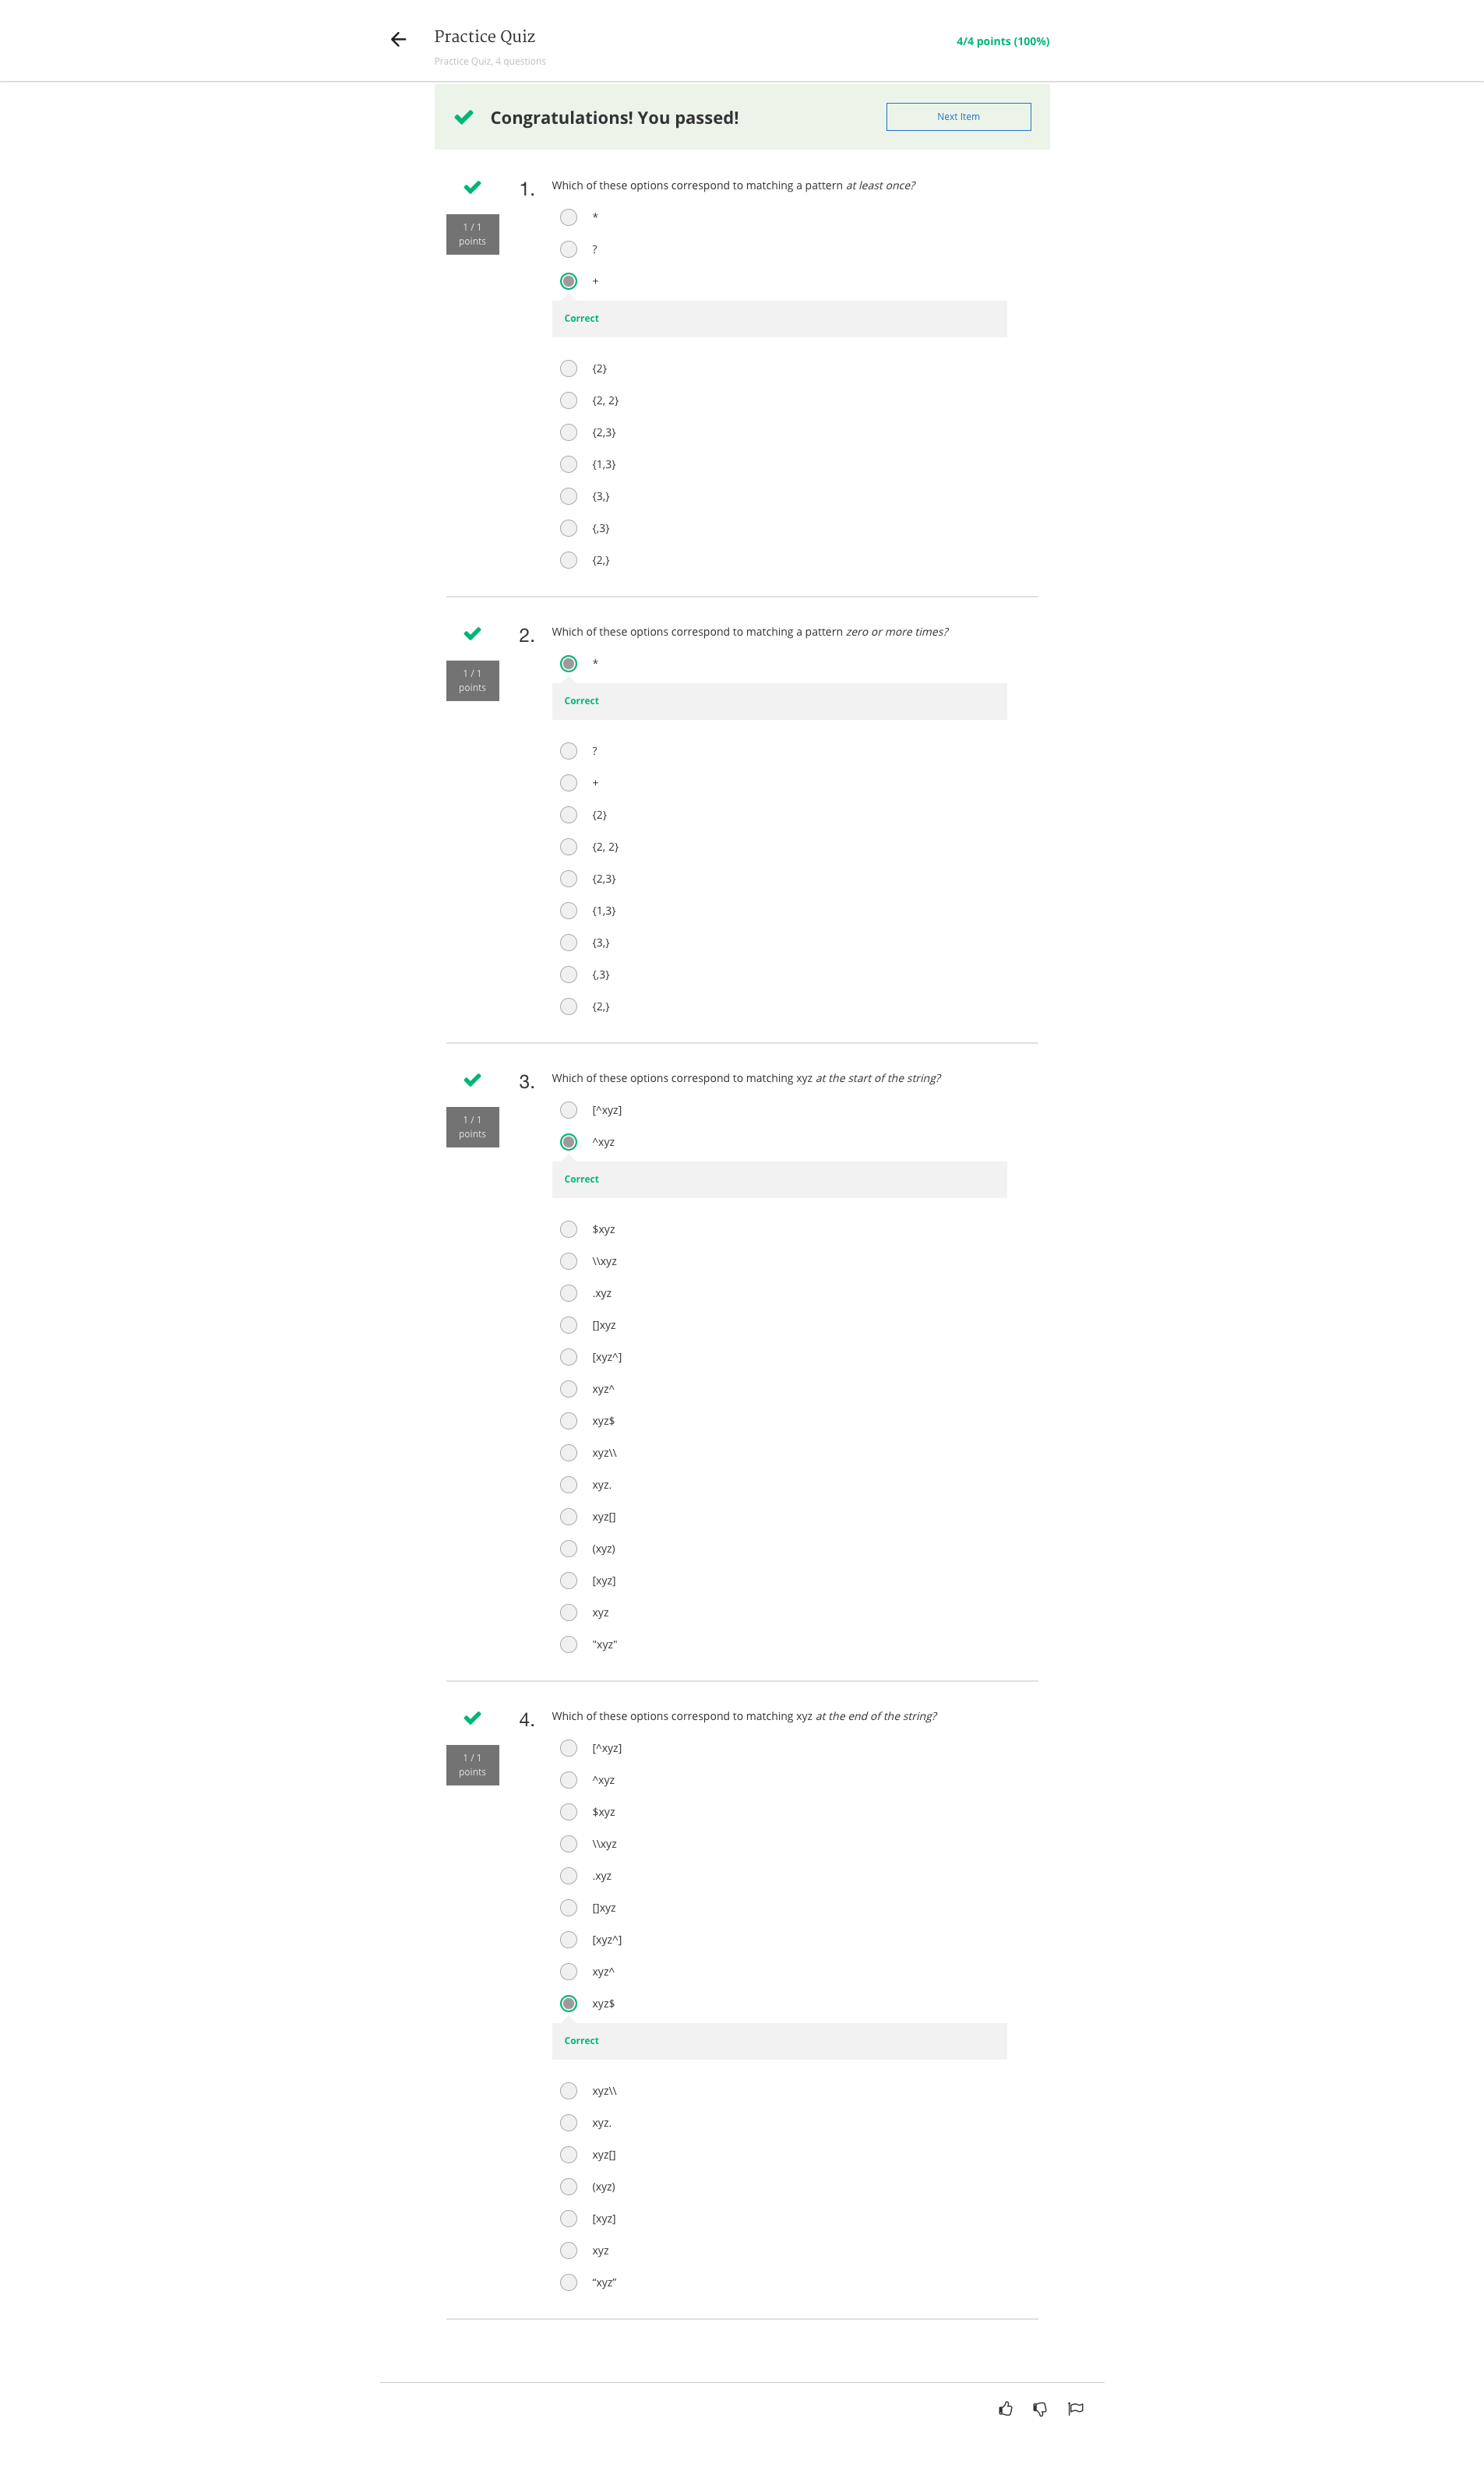 Practice Quiz
4/4 points (100%)
Practice Quiz, 4 questions
Congratulations! You passed!
Next Item
1 / 1
points
1.
Which of these options correspond to matching a pattern at least once?
*
?
+
Correct
{2}
{2, 2}
{2,3}
{1,3}
{3,}
{,3}
{2,}
1 / 1
points
2.
Which of these options correspond to matching a pattern zero or more times?
*
Correct
?
+
{2}
{2, 2}
{2,3}
{1,3}
{3,}
{,3}
{2,}
1 / 1
points
3.
Which of these options correspond to matching xyz at the start of the string?
[^xyz]
^xyz
Correct
$xyz
\\xyz
.xyz
[]xyz
[xyz^]
xyz^
xyz$
xyz\\
xyz.
xyz[]
(xyz)
[xyz]
xyz
"xyz"
1 / 1
points
4.
Which of these options correspond to matching xyz at the end of the string?
[^xyz]
^xyz
$xyz
\\xyz
.xyz
[]xyz
[xyz^]
xyz^
xyz$
Correct
xyz\\
xyz.
xyz[]
(xyz)
[xyz]
xyz
“xyz”